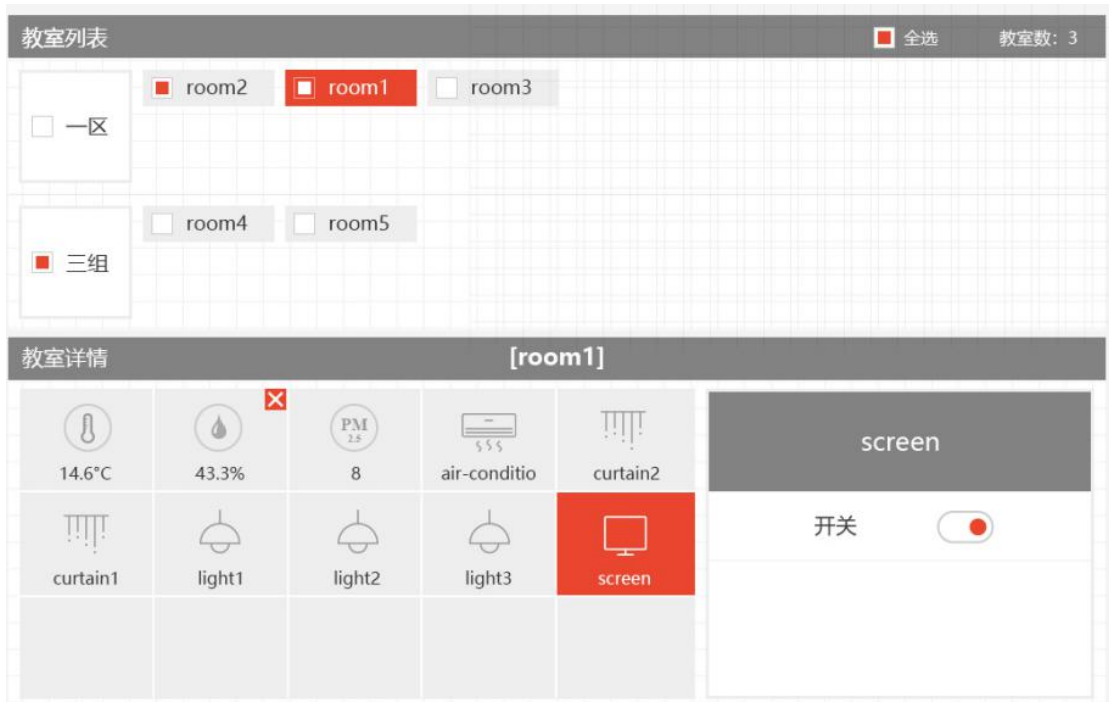 教室列表 全选 教室数: 3
room2 room1 room3
一区
room4 room5
三组
教室详情 [room1]
PM
2.5
14.6°C 43.3% 8 air-conditio curtain2
screen
开关
curtain1 light1 light2 light3 screen